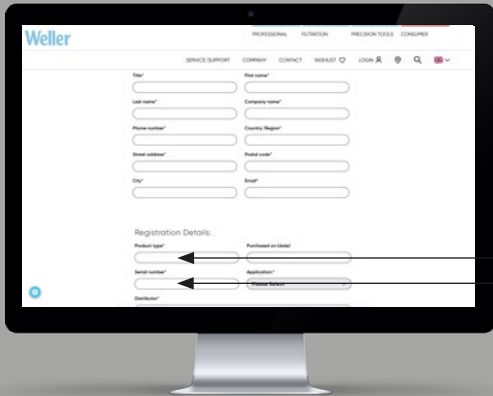 Weller
PROFESSIONAL FILTRATION PRECISION TOOLS CONSUMER
SERVICE/SUPPORT COMPANY CONTACT WISHLIST LOGIN
Title* First name*
Last name* Company name*
Phone number* Country/Region*
Street address* Postal code*
City* Email*
Registration Details:
Product type* Purchased on (date)
Serial number* Application:*
Please Select
Distributor*